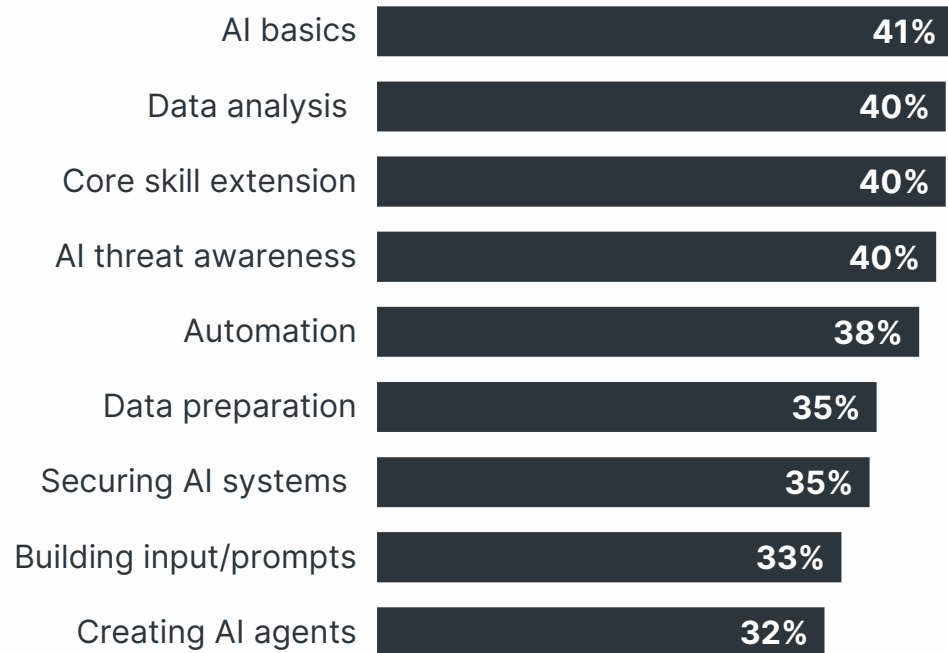 AI basics 41%
Data analysis 40%
Core skill extension 40%
AI threat awareness 40%
Automation 38%
Data preparation 35%
Securing AI systems 35%
Building input/prompts 33%
Creating AI agents 32%